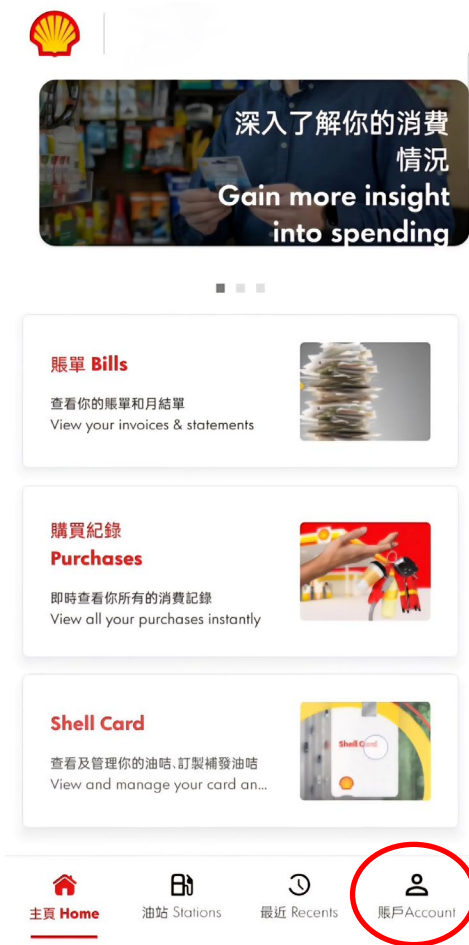 深入了解你的消費
情況
Gain more insight
into spending
賬單 Bills
查看你的賬單和月結單
View your invoices & statements
購買紀錄
Purchases
即時查看你所有的消費記錄
View all your purchases instantly
Shell Card
查看及管理你的油咭､訂製補發油咭
View and manage your card an...
Shell Card
主頁 Home
油站 Stations
最近 Recents
賬戶Account